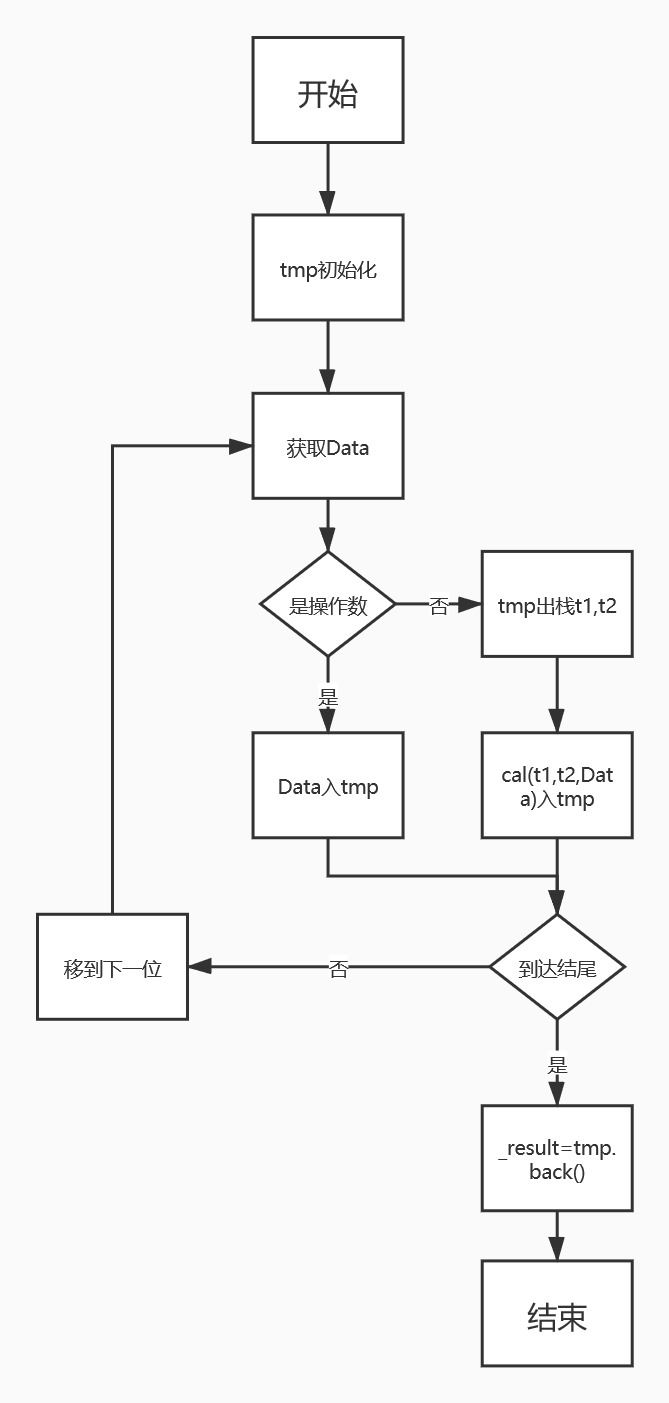 开始
tmp初始化
获取Data
是操作数
否
tmp出栈t1,t2
是
Data入tmp
cal(t1,t2,Dat
a)入tmp
移到下一位
否
到达结尾
是
_result=tmp.
back()
结束